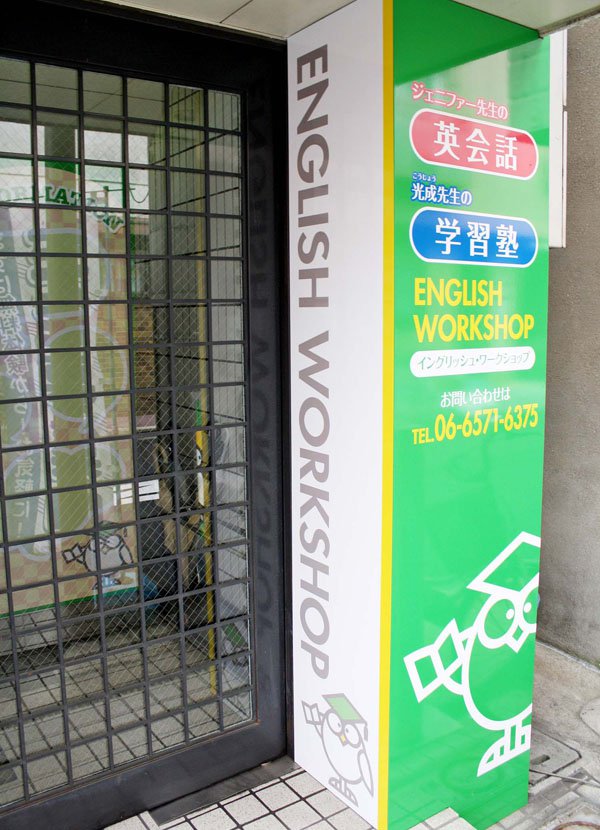 ENGLISH WORKSHOP
ジェニファー先生の
英会話
こうじょう
光成先生の
学習塾
ENGLISH
WORKSHOP
イングリッシュ・ワークショップ
お問い合わせは
TEL.06-6571-6375